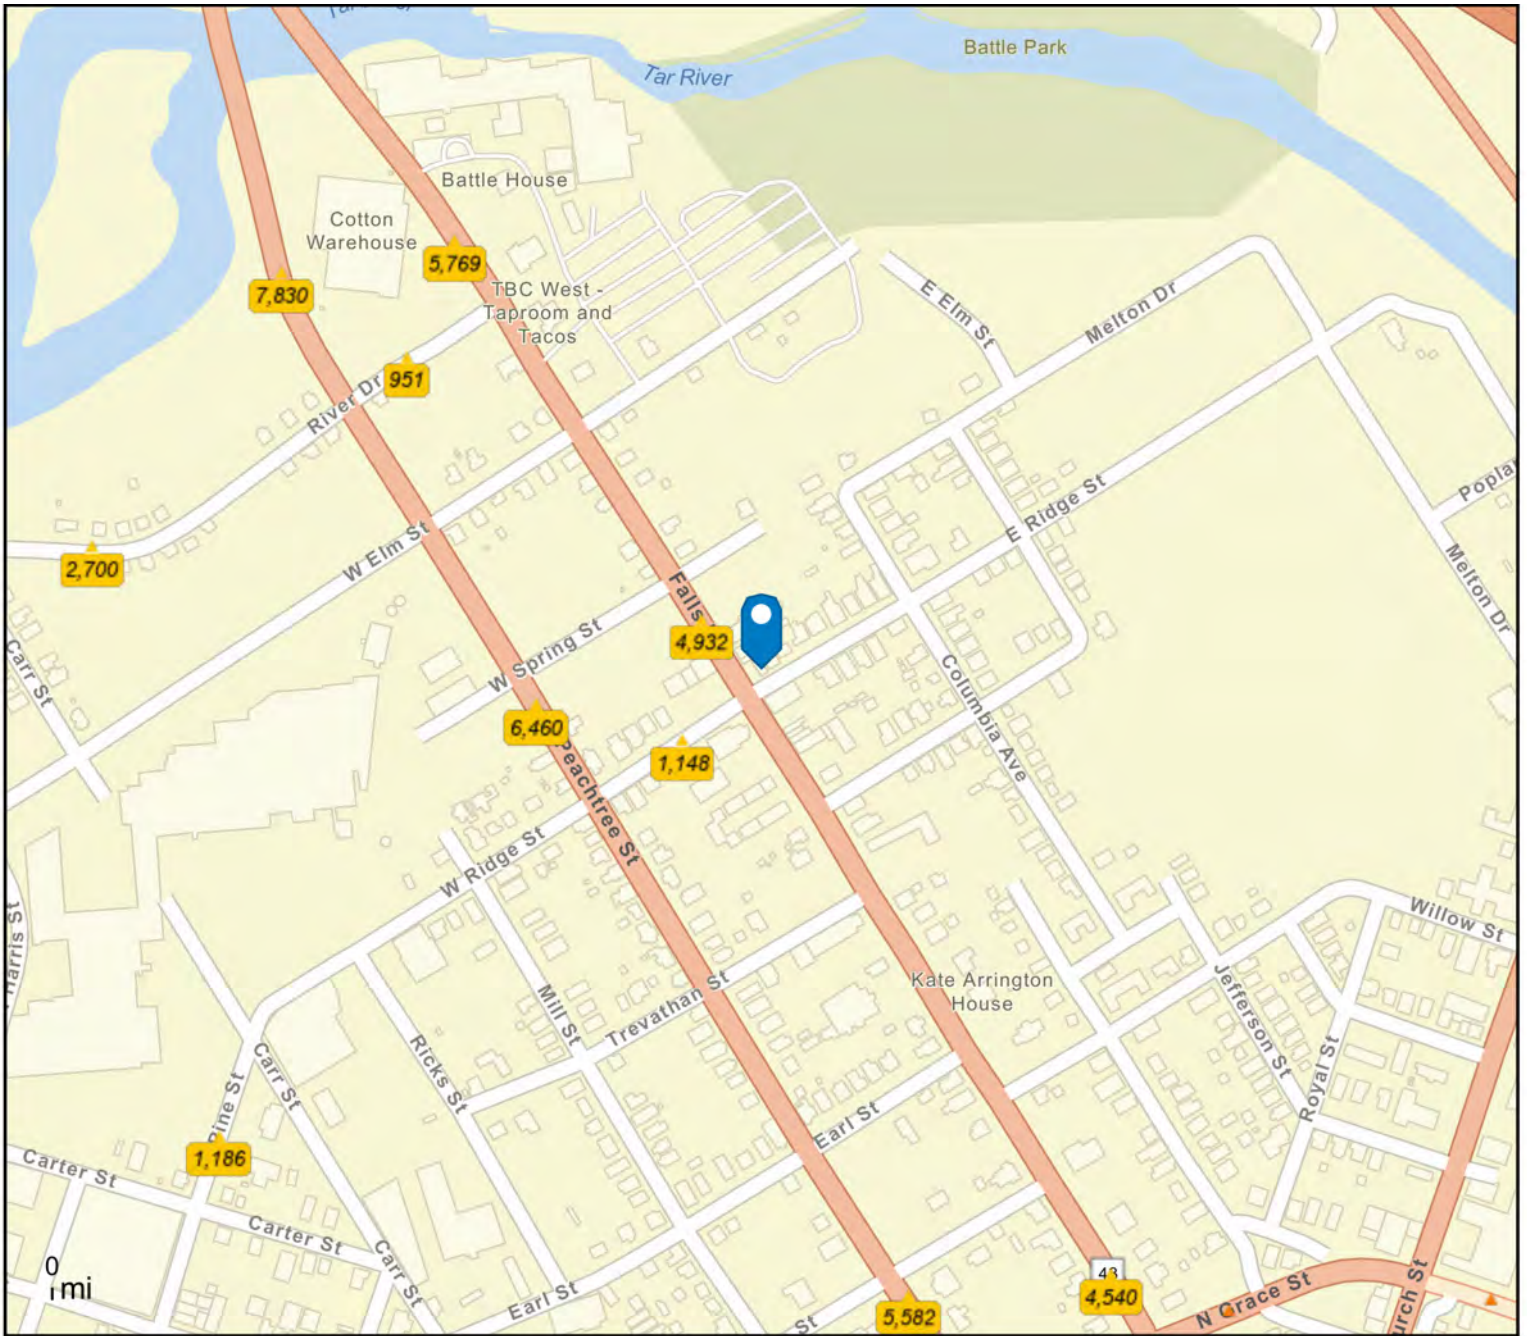 Battle Park
Tar River
Battle House
Cotton
Warehouse
5,769
7,830
TBC West -
Taproom and
Tacos
E Elm St
Melton Dr
951
River Dr
2,700
W Elm St
E Ridge St
Melton Dr
Falls
4,932
Carr St
W Spring St
6,460
1,148
Columbia Ave
Peachtree St
W Ridge St
Harris St
Willow St
Kate Arrington
House
Jefferson St
Mill St
Trevathan St
Ricks St
Carr St
Royal St
Pine St
Earl St
1,186
Carter St
Carter St
Carr St
0
mi
Earl St
43
4,540
5,582
St
N Grace St